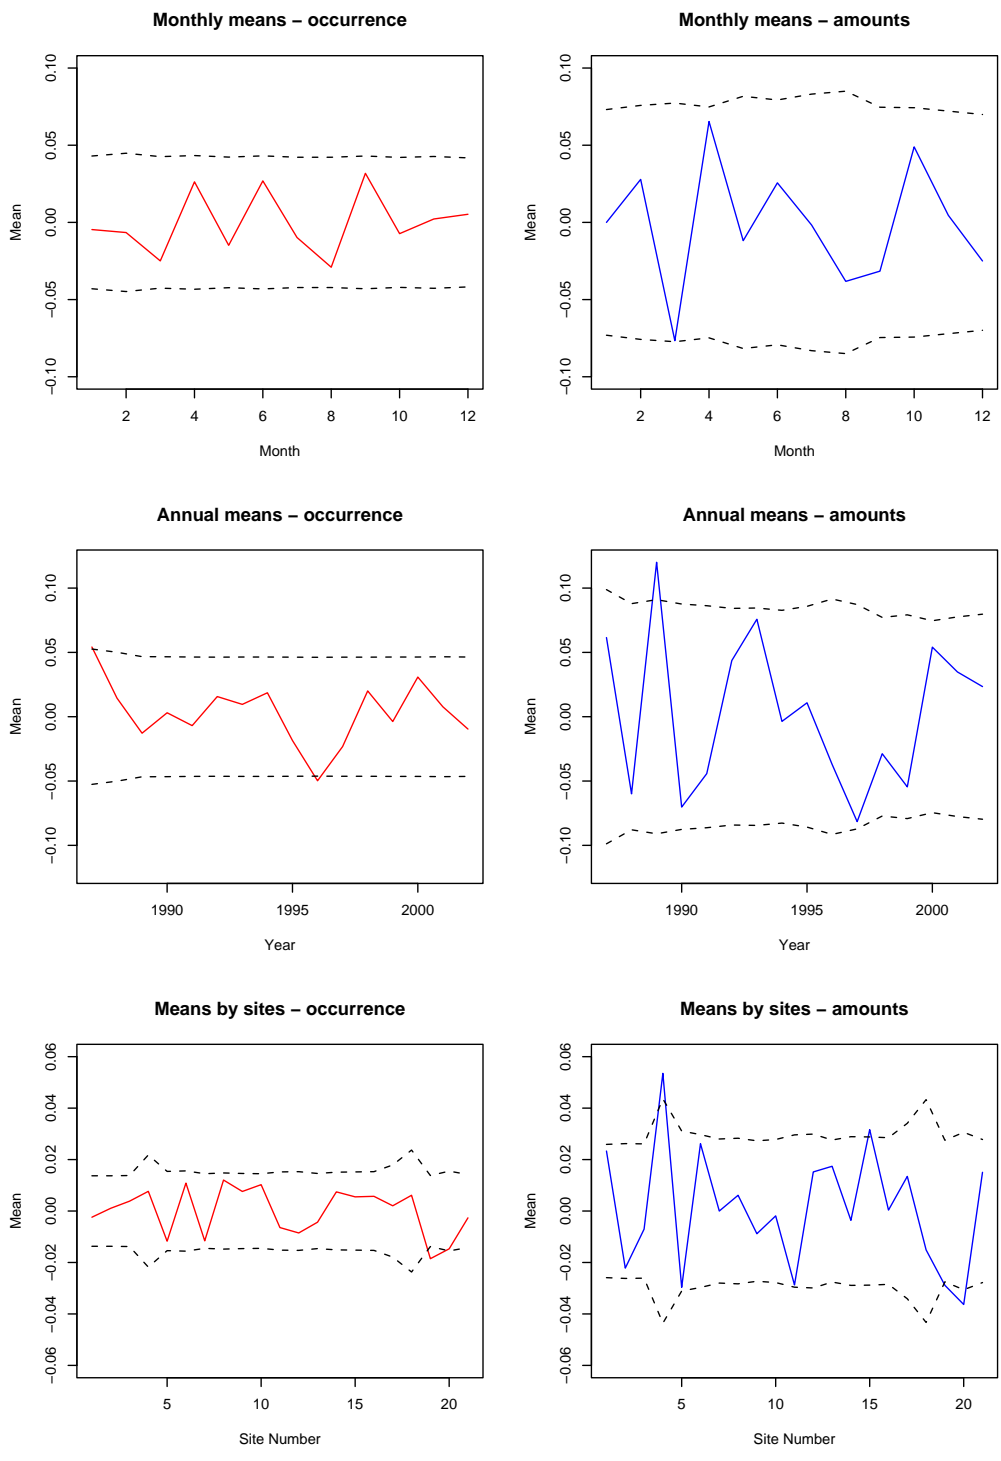 Monthly means – occurrence
Mean
0.10
0.05
0.00
−0.05
−0.10
2 4 6 8 10 12
Month
Monthly means – amounts
Mean
0.10
0.05
0.00
−0.05
−0.10
2 4 6 8 10 12
Month
Annual means – occurrence
Mean
0.10
0.05
0.00
−0.05
−0.10
1990 1995 2000
Year
Annual means – amounts
Mean
0.10
0.05
0.00
−0.05
−0.10
1990 1995 2000
Year
Means by sites – occurrence
Mean
0.06
0.04
0.02
0.00
−0.02
−0.04
−0.06
5 10 15 20
Site Number
Means by sites – amounts
Mean
0.06
0.04
0.02
0.00
−0.02
−0.04
−0.06
5 10 15 20
Site Number